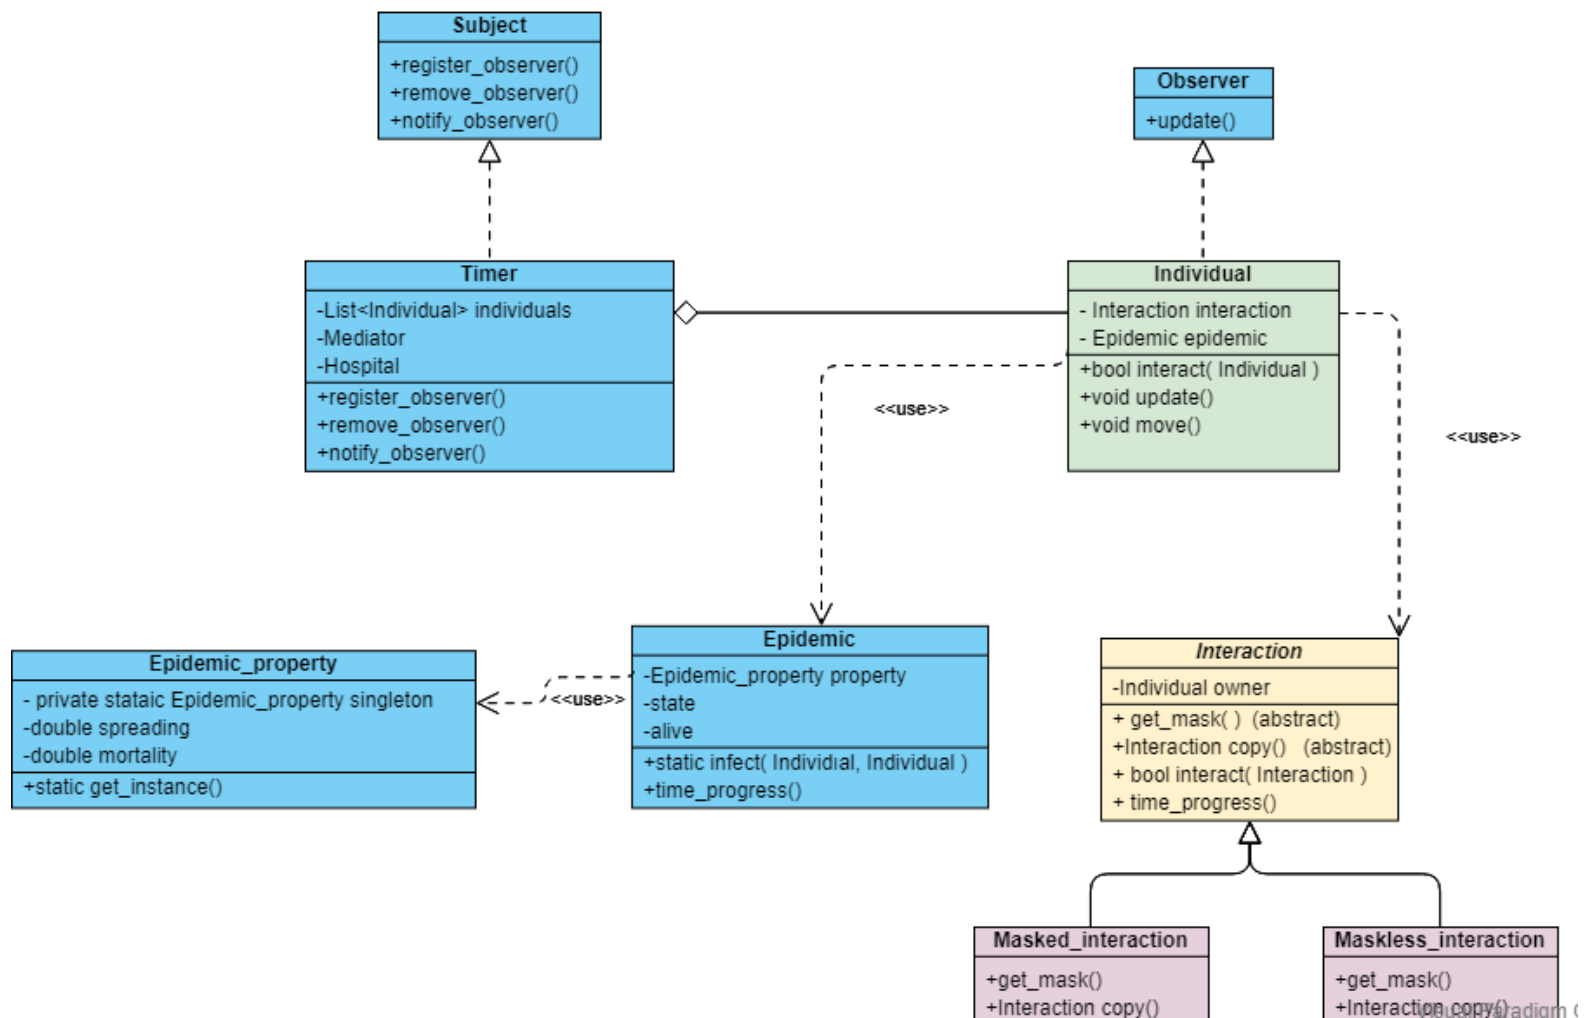 Subject
+register_observer()
+remove_observer()
+notify_observer()
Observer
+update()
Timer
-List<Individual> individuals
-Mediator
-Hospital
+register_observer()
+remove_observer()
+notify_observer()
Individual
- Interaction interaction
- Epidemic epidemic
+bool interact( Individual )
+void update()
+void move()
<<use>>
<<use>>
Epidemic_property
- private stataic Epidemic_property singleton
-double spreading
-double mortality
+static get_instance()
<<use>>
Epidemic
-Epidemic_property property
-state
-alive
+static infect( Individıal, Individual )
+time_progress()
Interaction
-Individual owner
+ get_mask( ) (abstract)
+Interaction copy() (abstract)
+ bool interact( Interaction )
+ time_progress()
Masked_interaction
+get_mask()
+Interaction copy()
Maskless_interaction
+get_mask()
+Interaction copy()
Visual Paradigm